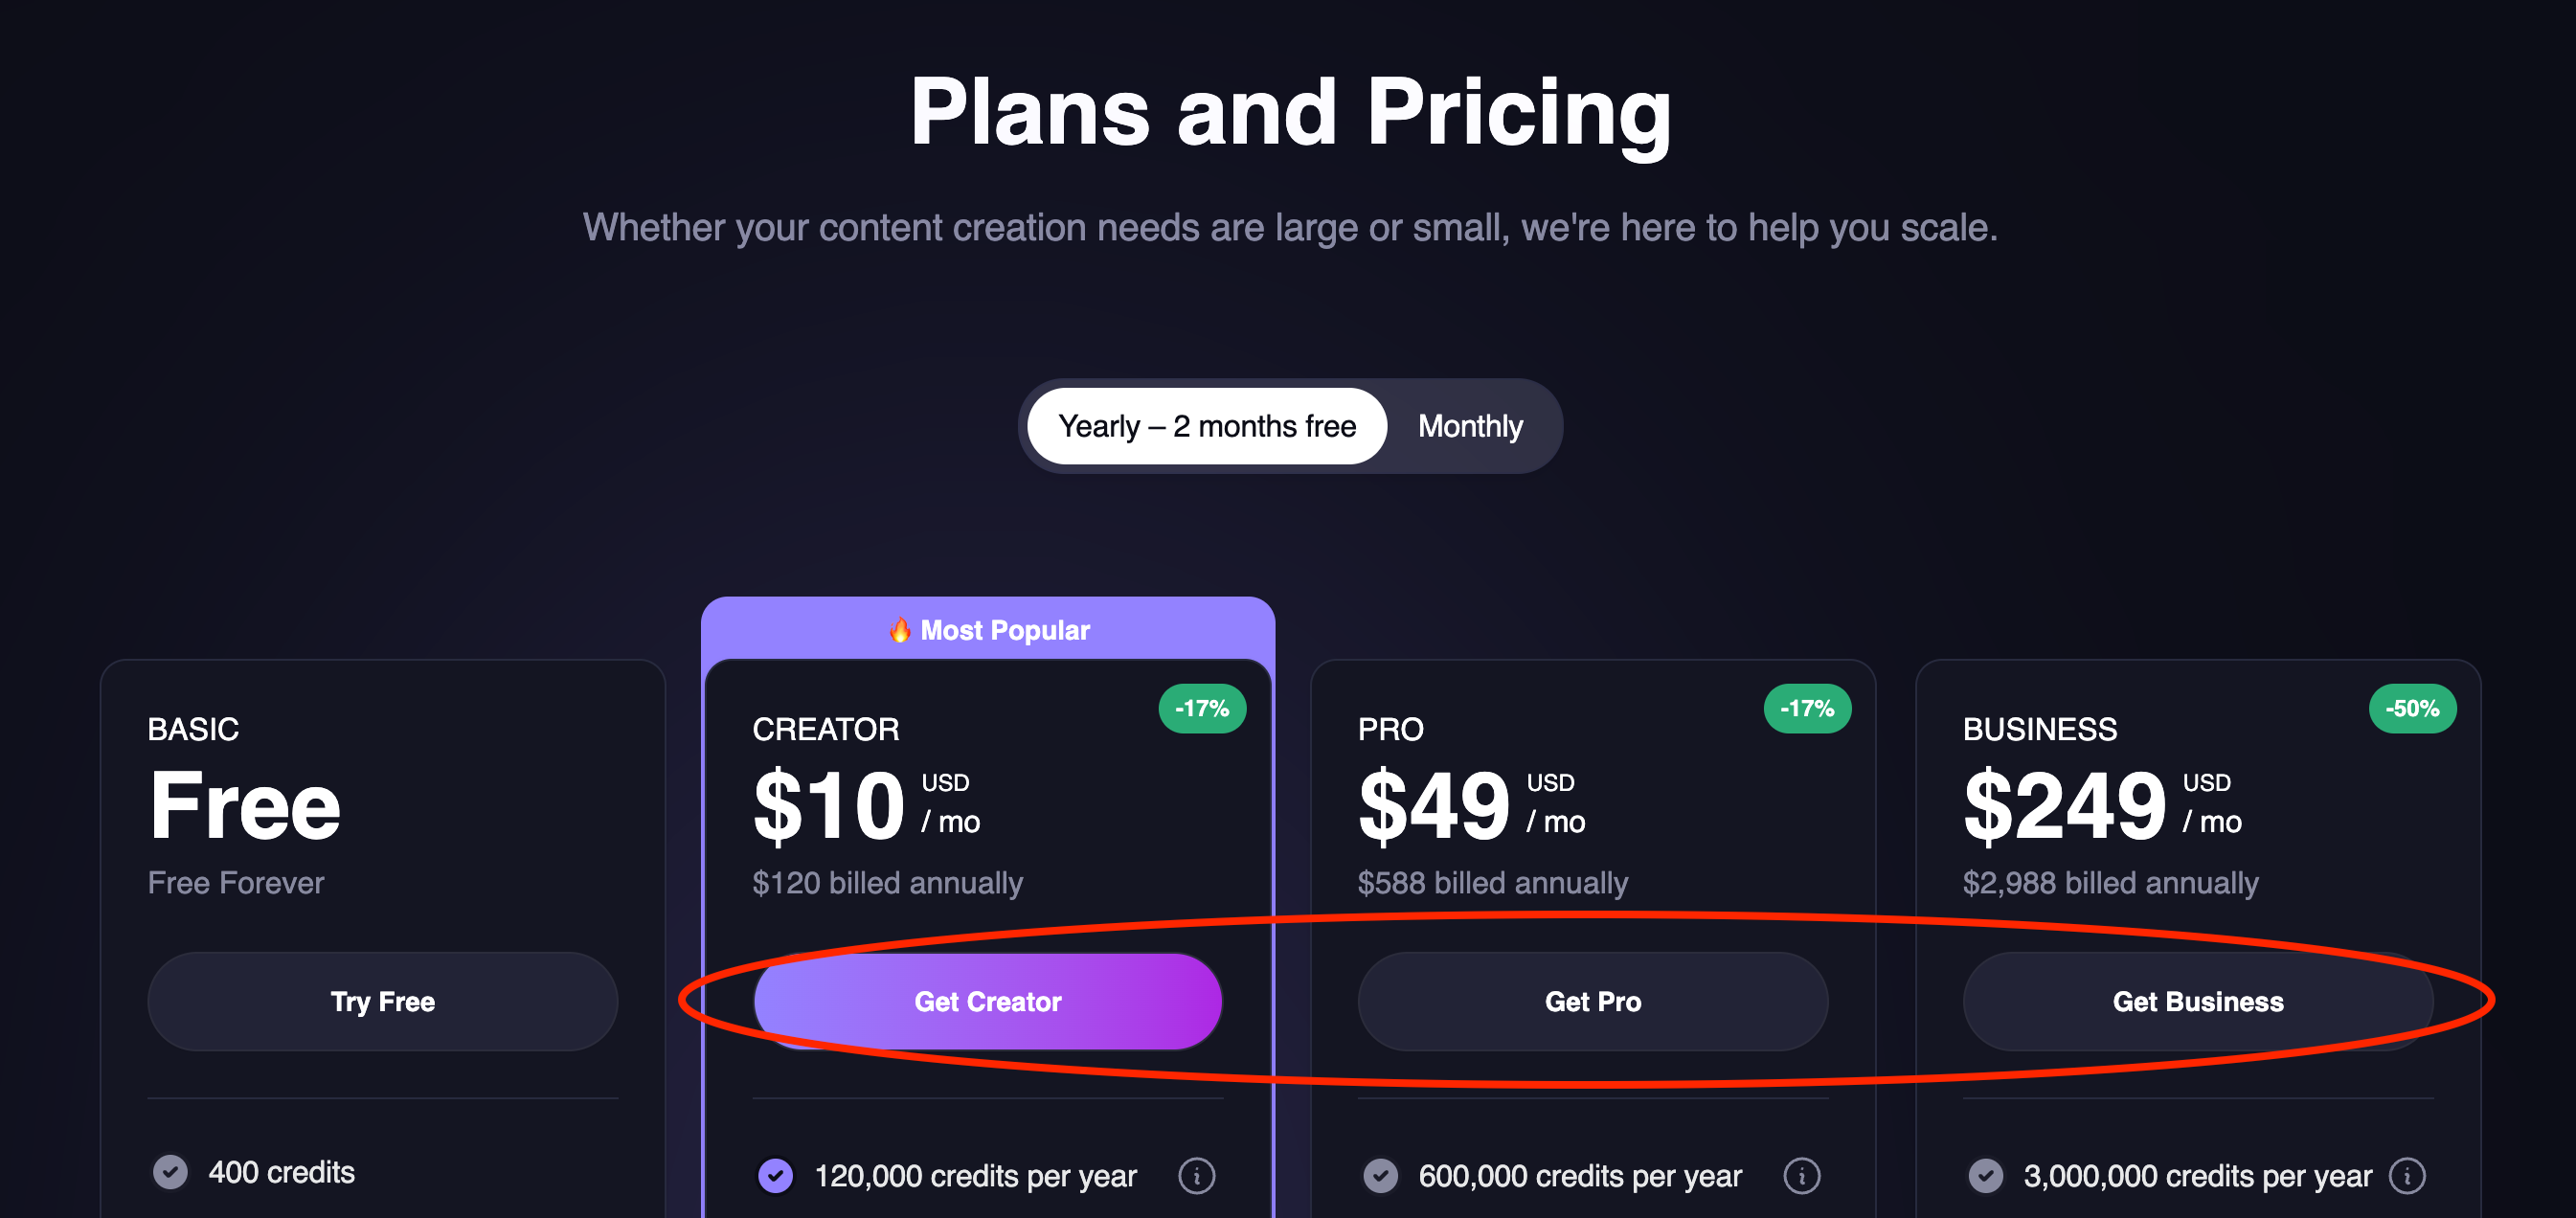 Plans and Pricing
Whether your content creation needs are large or small, we're here to help you scale.
Yearly – 2 months free
Monthly
BASIC
Free
Free Forever
Try Free
400 credits
🔥 Most Popular
-17%
CREATOR
$10 USD / mo
$120 billed annually
Get Creator
120,000 credits per year
-17%
PRO
$49 USD / mo
$588 billed annually
Get Pro
600,000 credits per year
-50%
BUSINESS
$249 USD / mo
$2,988 billed annually
Get Business
3,000,000 credits per year